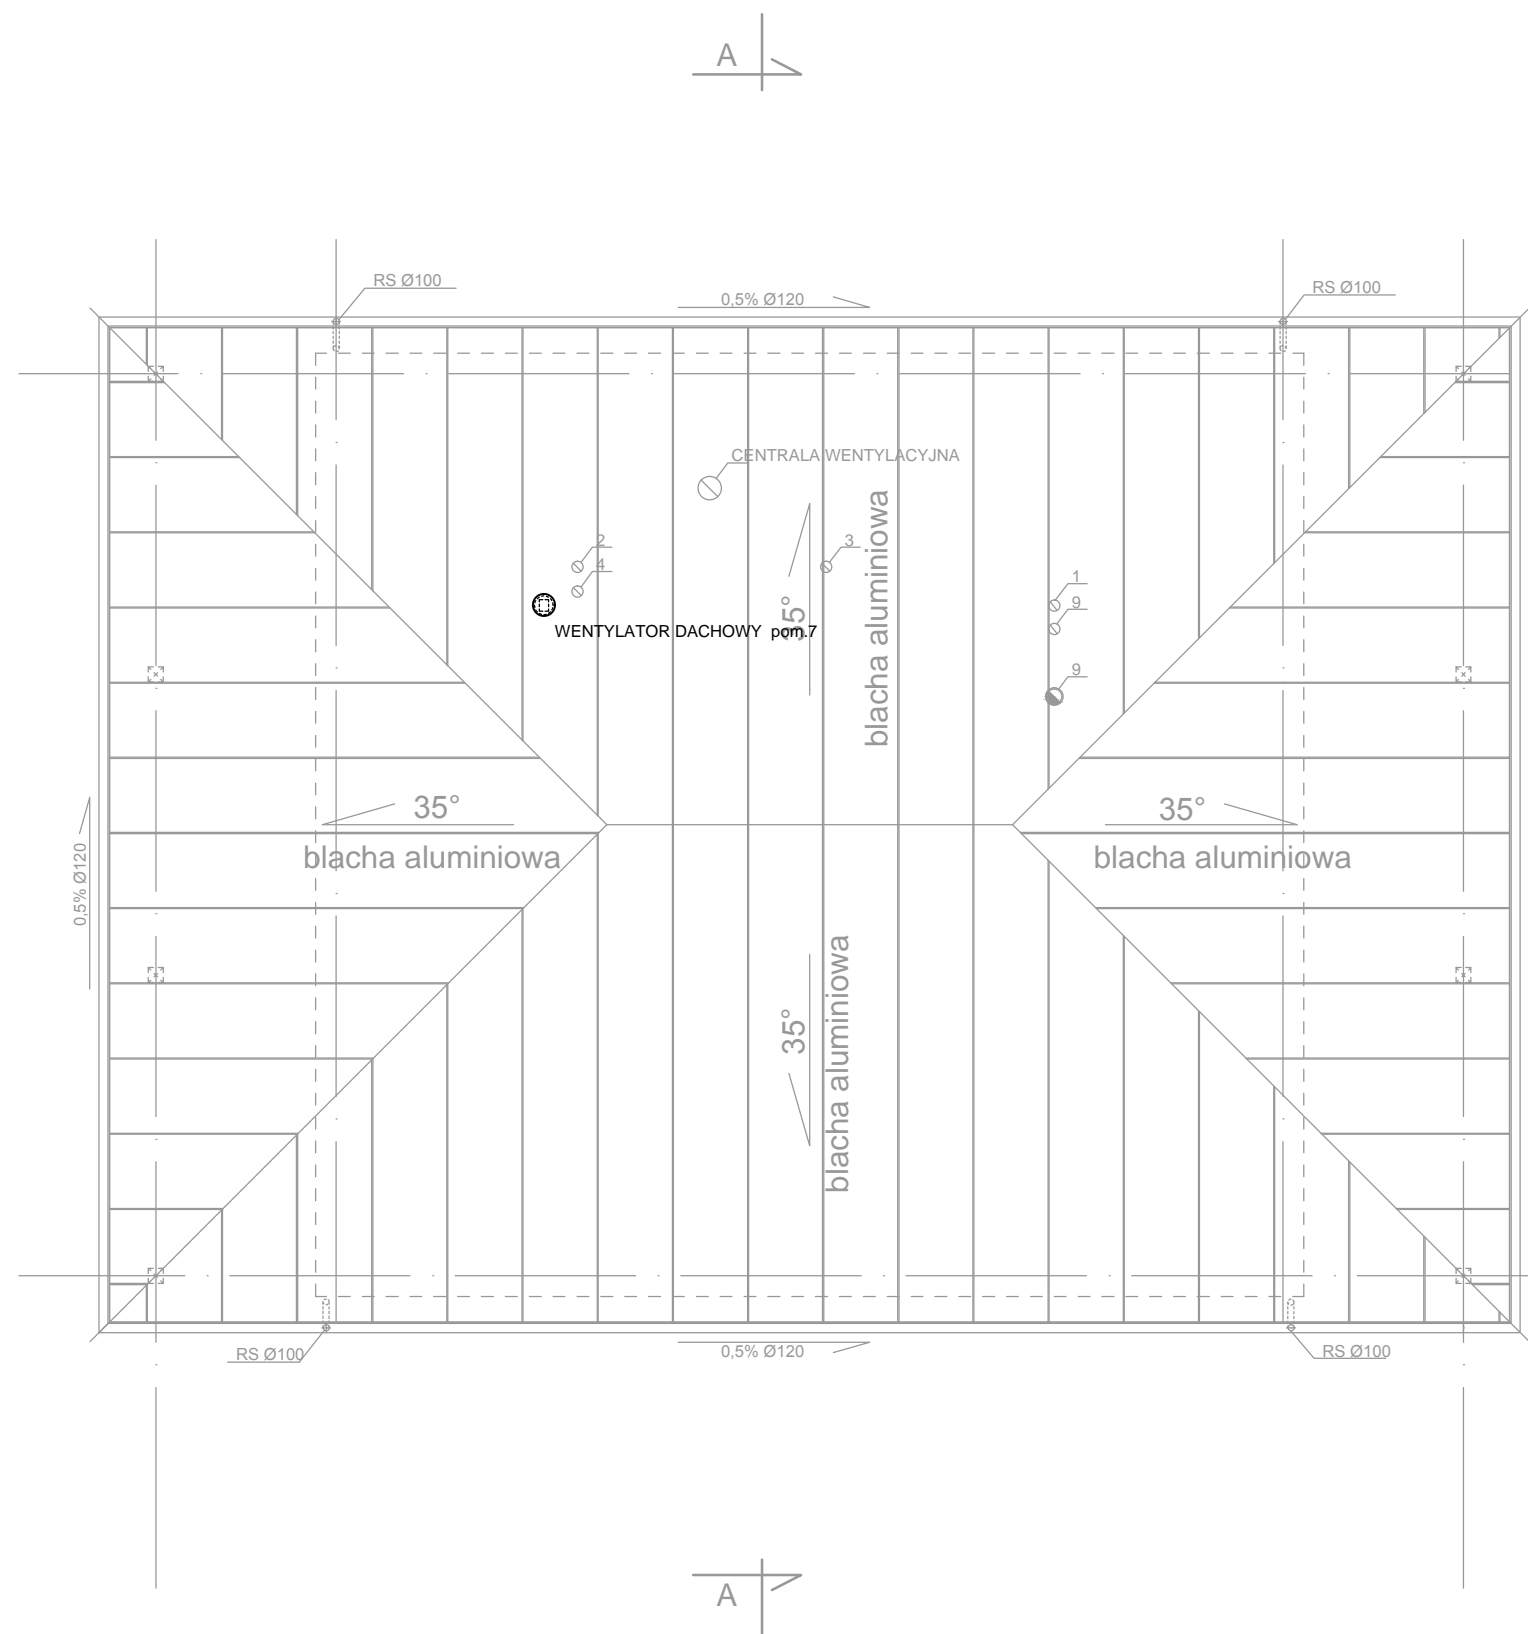 A
RS Ø100
0,5% Ø120
RS Ø100
CENTRALA WENTYLACYJNA
2
4
3
1
9
9
WENTYLATOR DACHOWY pom.7
35°
blacha aluminiowa
35°
blacha aluminiowa
35°
blacha aluminiowa
0,5% Ø120
35°
blacha aluminiowa
RS Ø100
0,5% Ø120
RS Ø100
A